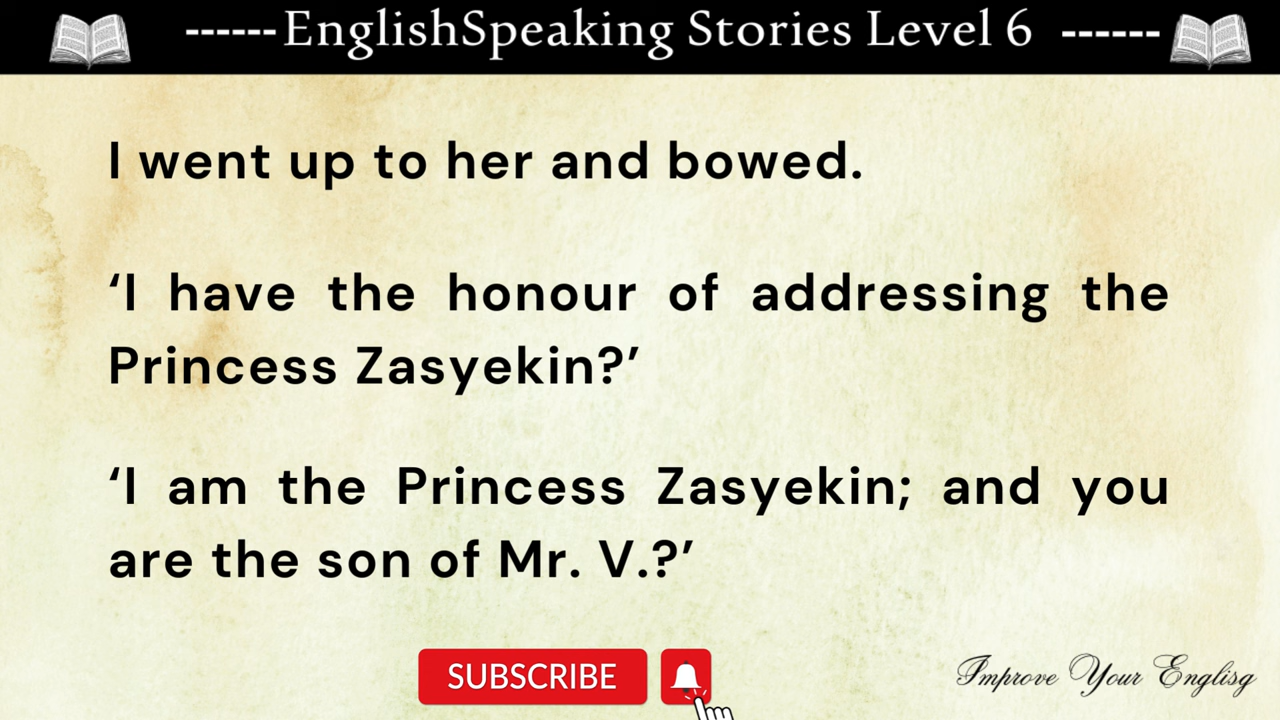 ------EnglishSpeaking Stories Level 6 ------
I went up to her and bowed.
‘I have the honour of addressing the
Princess Zasyekin?’
‘I am the Princess Zasyekin; and you
are the son of Mr. V.?’
SUBSCRIBE
Improve Your Englisg